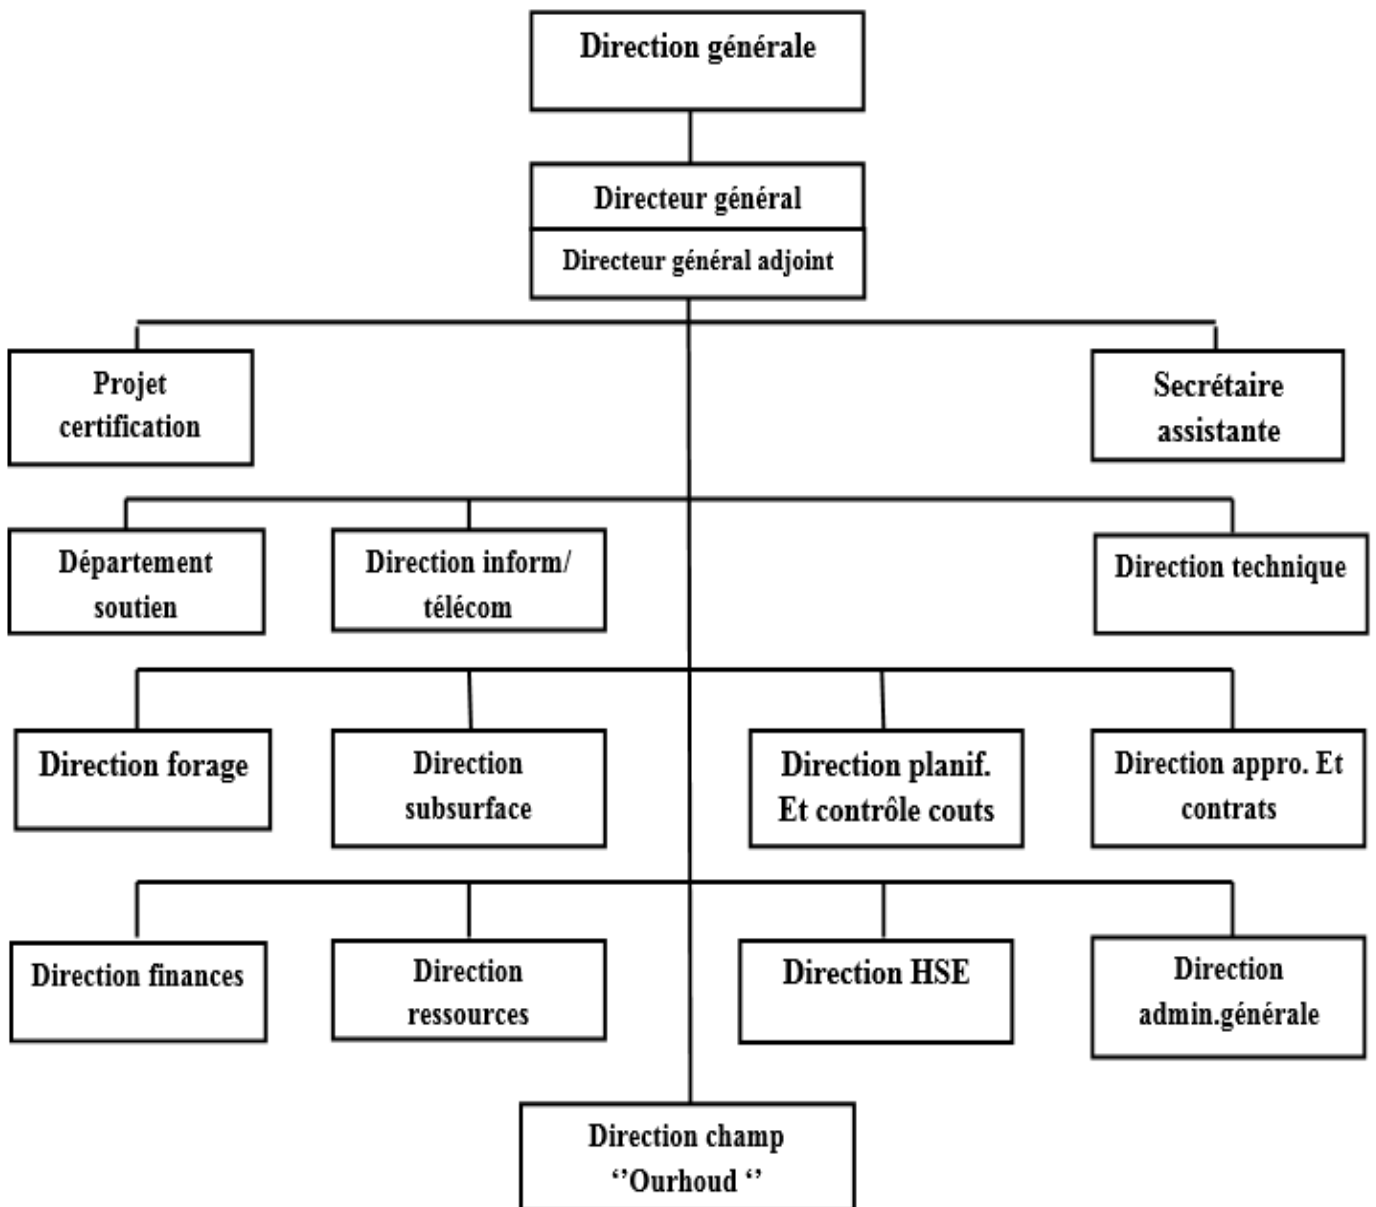 Direction générale
Directeur général
Directeur général adjoint
Projet
certification
Secrétaire
assistante
Département
soutien
Direction inform/
télécom
Direction technique
Direction forage
Direction
subsurface
Direction planif.
Et contrôle couts
Direction appro. Et
contrats
Direction finances
Direction
ressources
Direction HSE
Direction
admin.générale
Direction champ
‘’Ourhoud ‘’